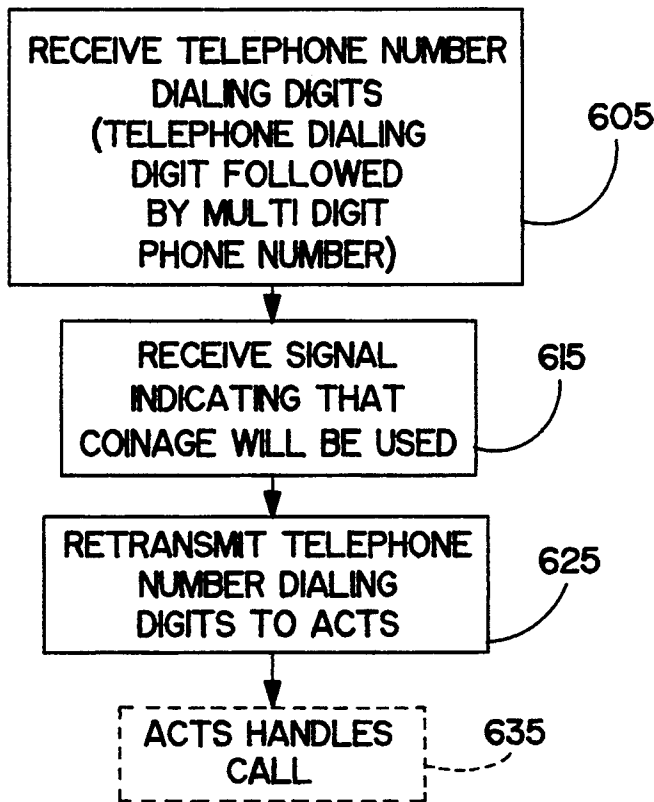 RECEIVE TELEPHONE NUMBER
DIALING DIGITS
(TELEPHONE DIALING
DIGIT FOLLOWED
BY MULTI DIGIT
PHONE NUMBER)
605
RECEIVE SIGNAL
INDICATING THAT
COINAGE WILL BE USED
615
RETRANSMIT TELEPHONE
NUMBER DIALING
DIGITS TO ACTS
625
ACTS HANDLES
CALL
635